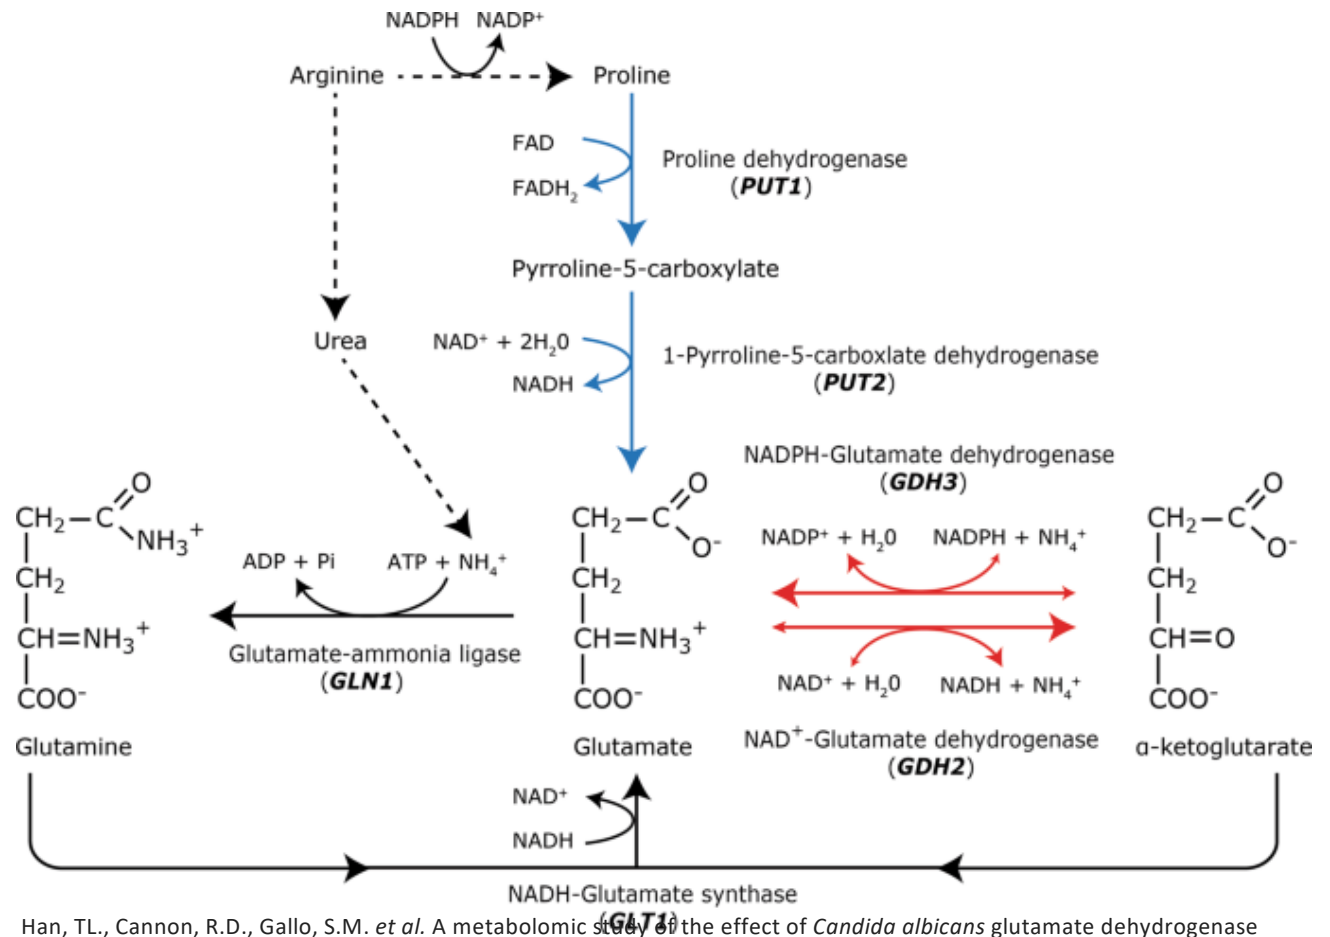 NADPH NADP⁺
Arginine Proline
FAD
Proline dehydrogenase
FADH₂ (PUT1)
Pyrroline-5-carboxylate
Urea NAD⁺ + 2H₂0
1-Pyrroline-5-carboxlate dehydrogenase
NADH (PUT2)
NADPH-Glutamate dehydrogenase
(GDH3)
O O O
CH₂ C CH₂ C CH₂ C
NH₃⁺ O⁻ O⁻
NADP⁺ + H₂0 NADPH + NH₄⁺
ADP + Pi ATP + NH₄⁺
CH₂ CH₂ CH₂
CH=NH₃⁺ CH=NH₃⁺ CH=O
Glutamate-ammonia ligase
(GLN1)
NAD⁺ + H₂0 NADH + NH₄⁺
COO⁻ COO⁻ COO⁻
Glutamine Glutamate α-ketoglutarate
NAD⁺-Glutamate dehydrogenase
(GDH2)
NAD⁺
NADH
NADH-Glutamate synthase
(GLT1)
Han, TL., Cannon, R.D., Gallo, S.M. et al. A metabolomic study of the effect of Candida albicans glutamate dehydrogenase